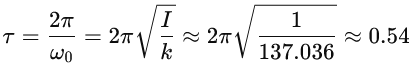 τ = 2π/ω₀ = 2π√(I/k) ≈ 2π√(1/137.036) ≈ 0.54